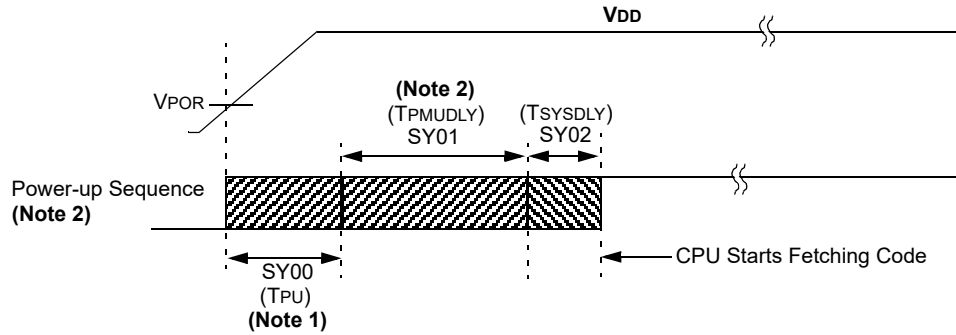 VDD
VPOR
(Note 2)
(TPMUDLY)
SY01
(TSYSDLY)
SY02
Power-up Sequence
(Note 2)
CPU Starts Fetching Code
SY00
(TPU)
(Note 1)